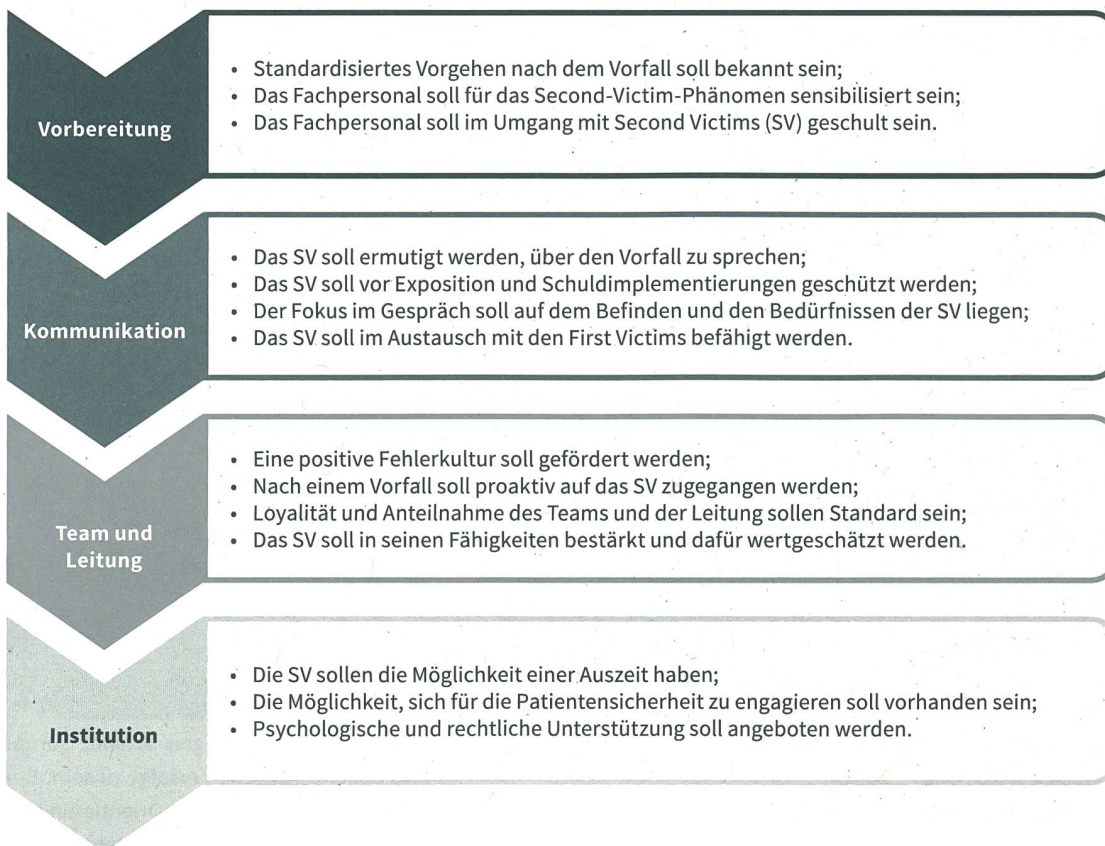 Vorbereitung
• Standardisiertes Vorgehen nach dem Vorfall soll bekannt sein;
• Das Fachpersonal soll für das Second-Victim-Phänomen sensibilisiert sein;
• Das Fachpersonal soll im Umgang mit Second Victims (SV) geschult sein.
Kommunikation
• Das SV soll ermutigt werden, über den Vorfall zu sprechen;
• Das SV soll vor Exposition und Schuldimplementierungen geschützt werden;
• Der Fokus im Gespräch soll auf dem Befinden und den Bedürfnissen der SV liegen;
• Das SV soll im Austausch mit den First Victims befähigt werden.
Team und
Leitung
• Eine positive Fehlerkultur soll gefördert werden;
• Nach einem Vorfall soll proaktiv auf das SV zugegangen werden;
• Loyalität und Anteilnahme des Teams und der Leitung sollen Standard sein;
• Das SV soll in seinen Fähigkeiten bestärkt und dafür wertgeschätzt werden.
Institution
• Die SV sollen die Möglichkeit einer Auszeit haben;
• Die Möglichkeit, sich für die Patientensicherheit zu engagieren soll vorhanden sein;
• Psychologische und rechtliche Unterstützung soll angeboten werden.